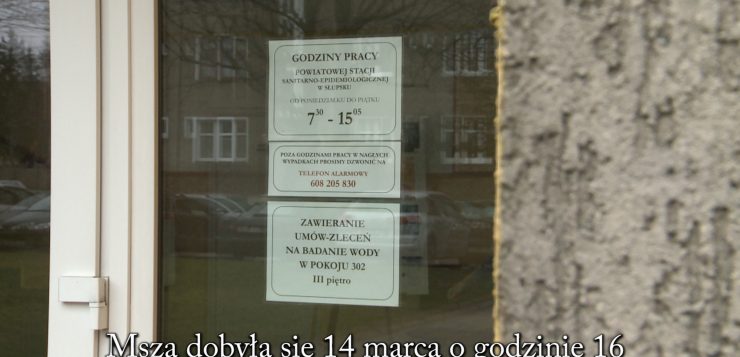 GODZINY PRACY
POWIATOWEJ STACJI
SANITARNO-EPIDEMIOLOGICZNEJ
W SŁUPSKU
OD PONIEDZIAŁKU DO PIĄTKU
7³⁰ - 15⁰⁵
POZA GODZINAMI PRACY W NAGŁYCH
WYPADKACH PROSIMY DZWONIĆ NA
TELEFON ALARMOWY
608 205 830
ZAWIERANIE
UMÓW-ZLECEŃ
NA BADANIE WODY
W POKOJU 302
III piętro
Msza dobyła się 14 marca o godzinie 16